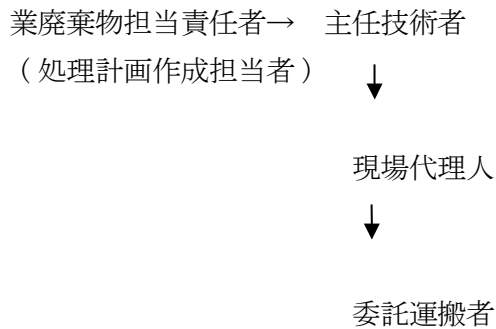 業廃棄物担当責任者→ 主任技術者
（処理計画作成担当者）
↓
現場代理人
↓
委託運搬者